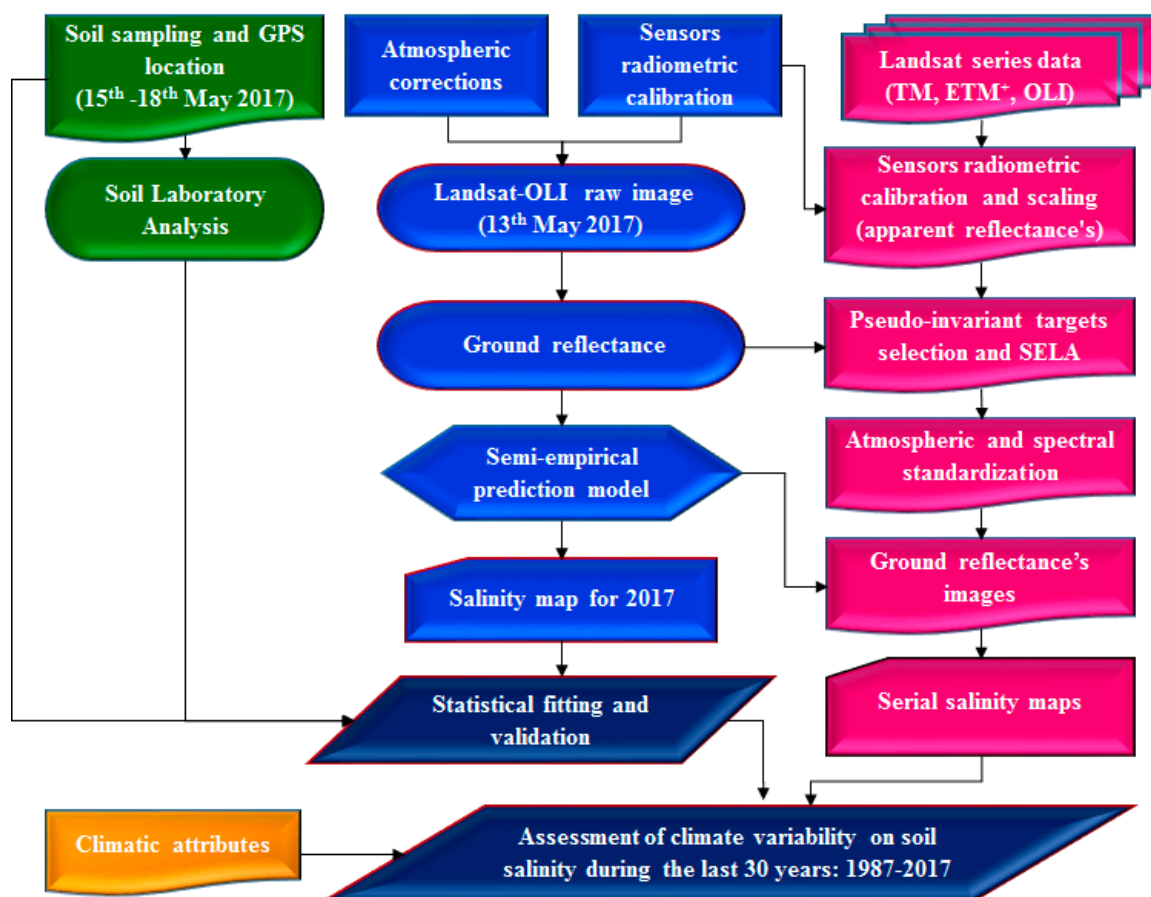 Soil sampling and GPS
location
(15th -18th May 2017)
Soil Laboratory
Analysis
Atmospheric
corrections
Sensors
radiometric
calibration
Landsat-OLI raw image
(13th May 2017)
Ground reflectance
Semi-empirical
prediction model
Salinity map for 2017
Statistical fitting and
validation
Landsat series data
(TM, ETM+, OLI)
Sensors radiometric
calibration and scaling
(apparent reflectance's)
Pseudo-invariant targets
selection and SELA
Atmospheric and spectral
standardization
Ground reflectance’s
images
Serial salinity maps
Climatic attributes
Assessment of climate variability on soil
salinity during the last 30 years: 1987-2017